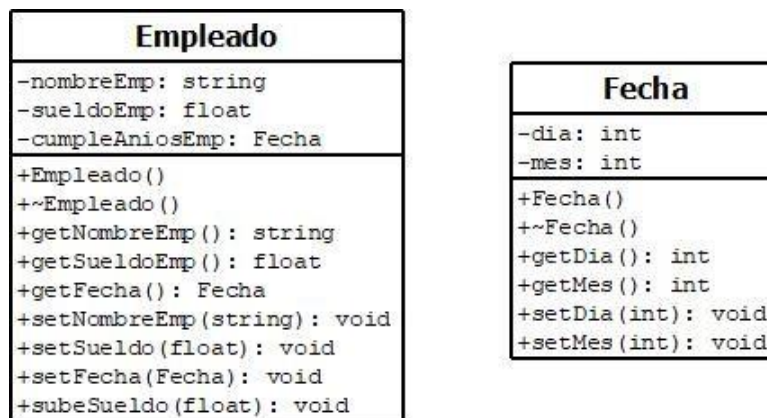 Empleado
-nombreEmp: string
-sueldoEmp: float
-cumpleAniosEmp: Fecha
+Empleado()
+~Empleado()
+getNombreEmp(): string
+getSueldoEmp(): float
+getFecha(): Fecha
+setNombreEmp(string): void
+setSueldo(float): void
+setFecha(Fecha): void
+subeSueldo(float): void
Fecha
-dia: int
-mes: int
+Fecha()
+~Fecha()
+getDia(): int
+getMes(): int
+setDia(int): void
+setMes(int): void